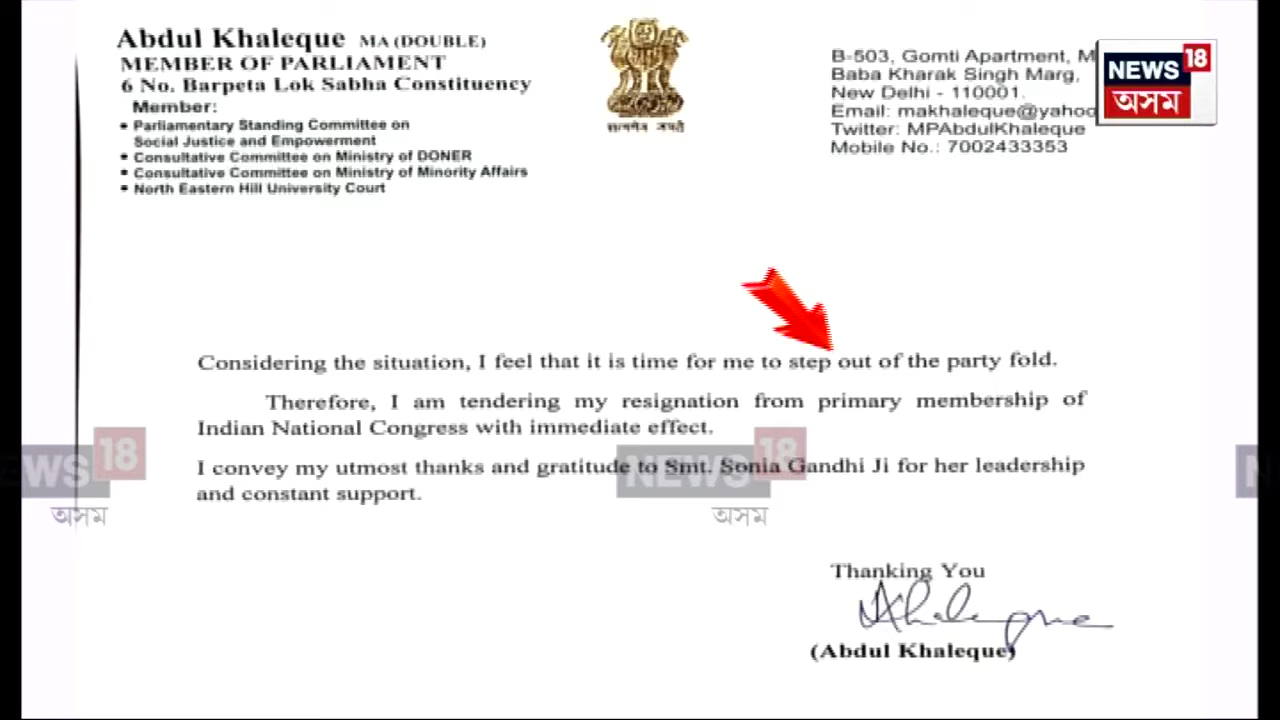 Abdul Khaleque MA (DOUBLE)
MEMBER OF PARLIAMENT
6 No. Barpeta Lok Sabha Constituency
Member:
• Parliamentary Standing Committee on
Social Justice and Empowerment
• Consultative Committee on Ministry of DONER
• Consultative Committee on Ministry of Minority Affairs
• North Eastern Hill University Court
सत्यमेव जयते
B-503, Gomti Apartment, M
Baba Kharak Singh Marg,
New Delhi - 110001.
Email: makhaleque@yahoo
Twitter: MPAbdulKhaleque
Mobile No.: 7002433353
NEWS 18
অসম
Considering the situation, I feel that it is time for me to step out of the party fold.
Therefore, I am tendering my resignation from primary membership of
Indian National Congress with immediate effect.
I convey my utmost thanks and gratitude to Smt. Sonia Gandhi Ji for her leadership
and constant support.
NEWS 18
অসম
NEWS 18
অসম
Thanking You
AKhaleque
(Abdul Khaleque)